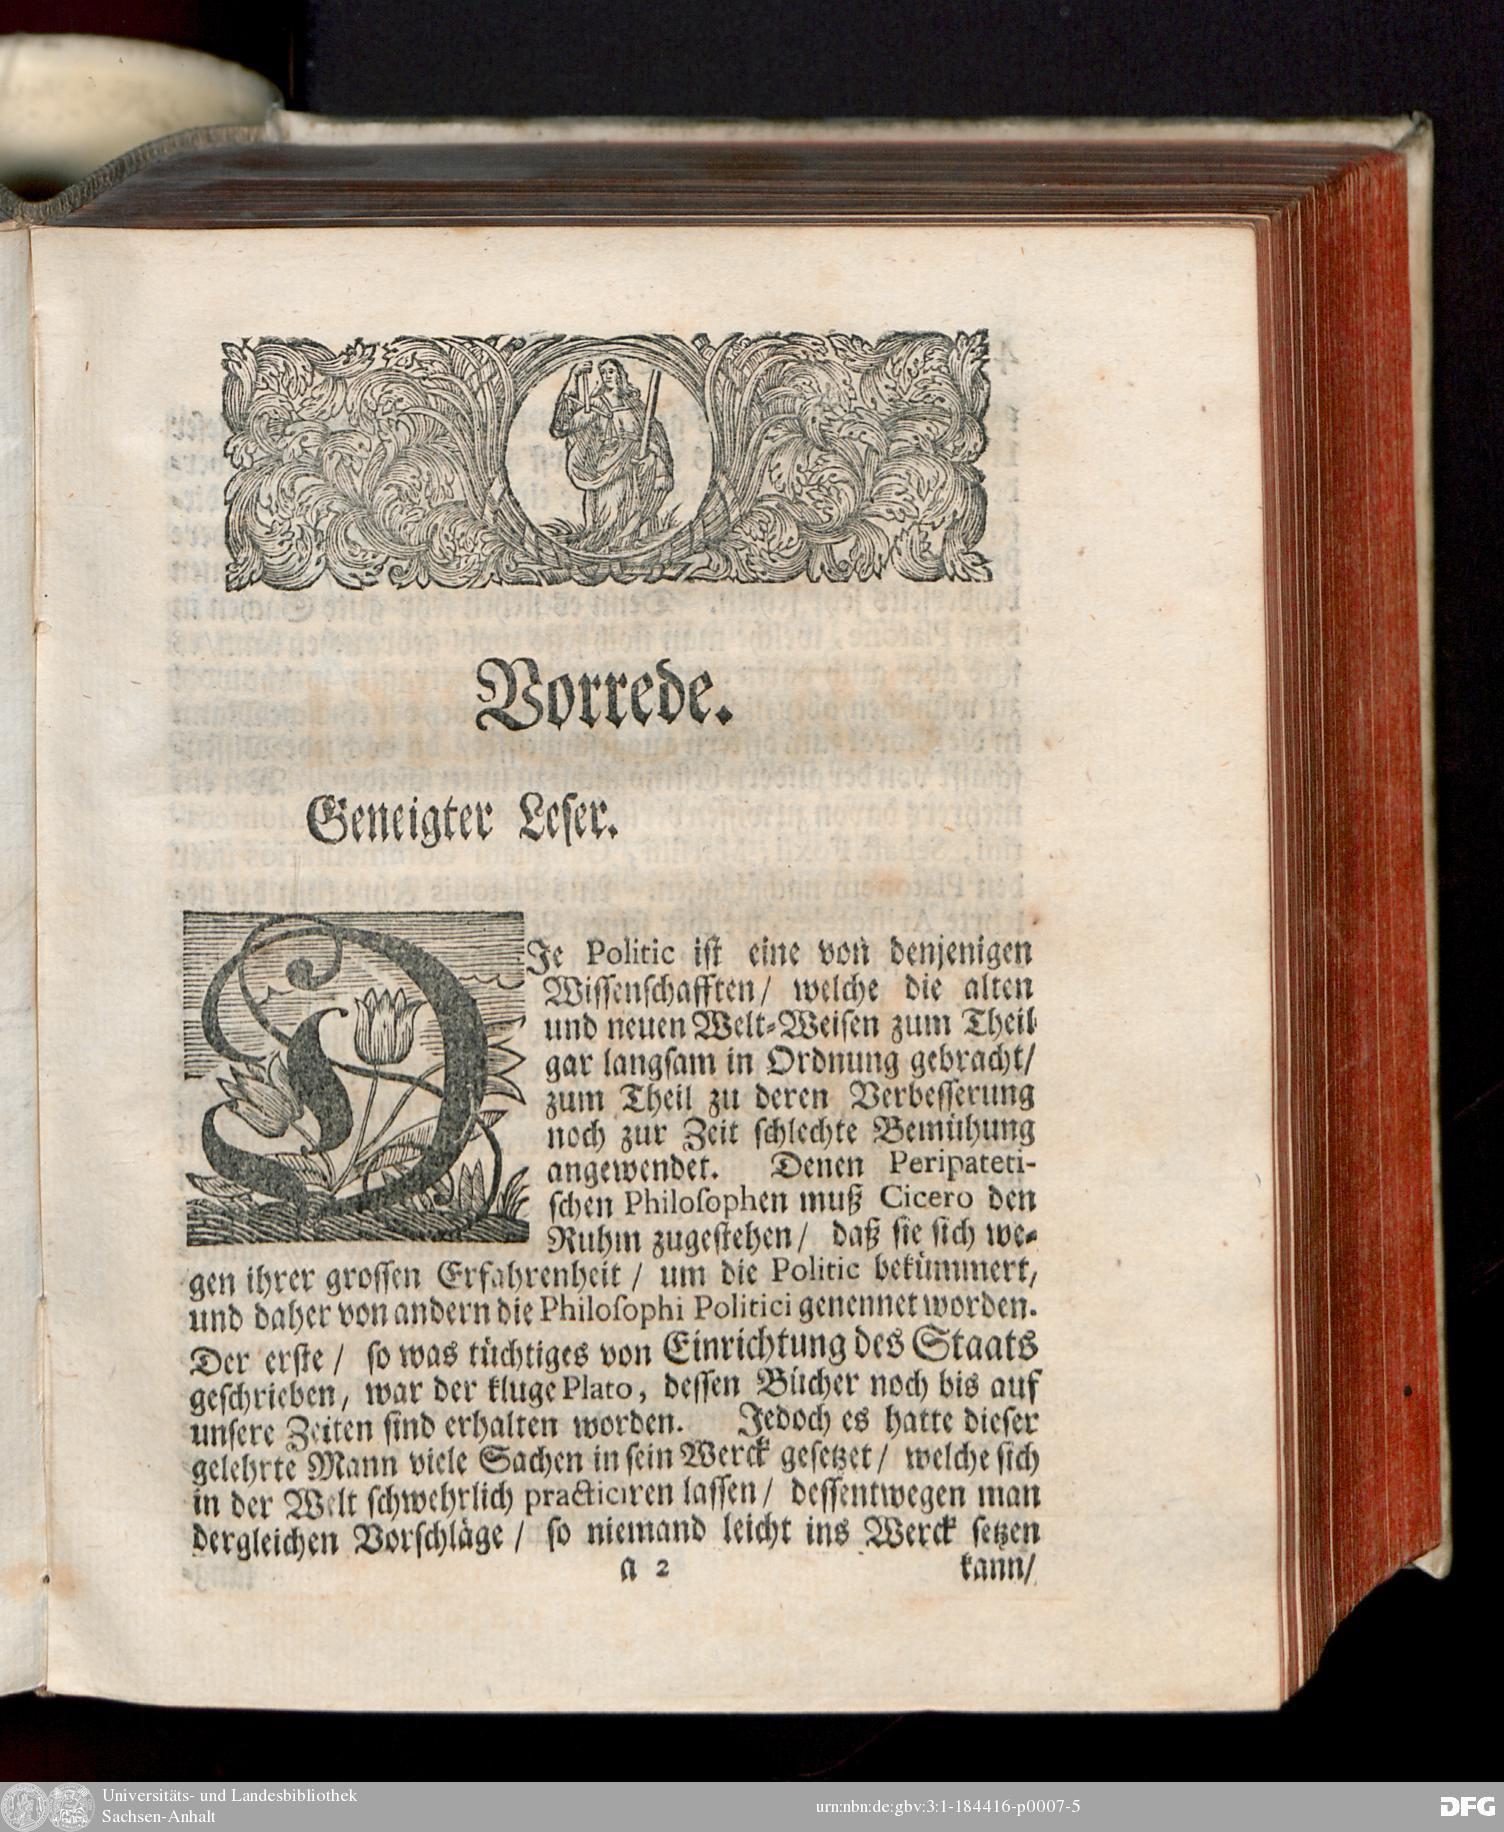 Vorrede.
Geneigter Leser.
DJe Politic ist eine von denjenigen
Wissenschafften/ welche die alten
und neuen Welt-Weisen zum Theil
gar langsam in Ordnung gebracht/
zum Theil zu deren Verbesserung
noch zur Zeit schlechte Bemühung
angewendet. Denen Peripateti-
schen Philosophen muß Cicero den
Ruhm zugestehen/ daß sie sich we-
gen ihrer grossen Erfahrenheit / um die Politic bekümmert,
und daher von andern die Philosophi Politici genennet worden.
Der erste / so was tüchtiges von Einrichtung des Staats
geschrieben, war der kluge Plato, dessen Bücher noch bis auf
unsere Zeiten sind erhalten worden. Jedoch es hatte dieser
gelehrte Mann viele Sachen in sein Werck gesetzet/ welche sich
in der Welt schwehrlich practiciren lassen/ dessentwegen man
dergleichen Vorschläge / so niemand leicht ins Werck setzen
a 2 kann/
Universitäts- und Landesbibliothek
Sachsen-Anhalt
urn:nbn:de:gbv:3:1-184416-p0007-5
DFG